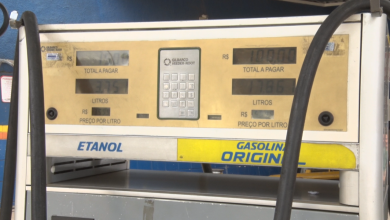 R$
TOTAL A PAGAR
TOTAL A PAGAR
LITROS
LITROS
R$
R$
PREÇO POR LITRO
PREÇO POR LITRO
ETANOL
GASOLINA
ORIGINAL